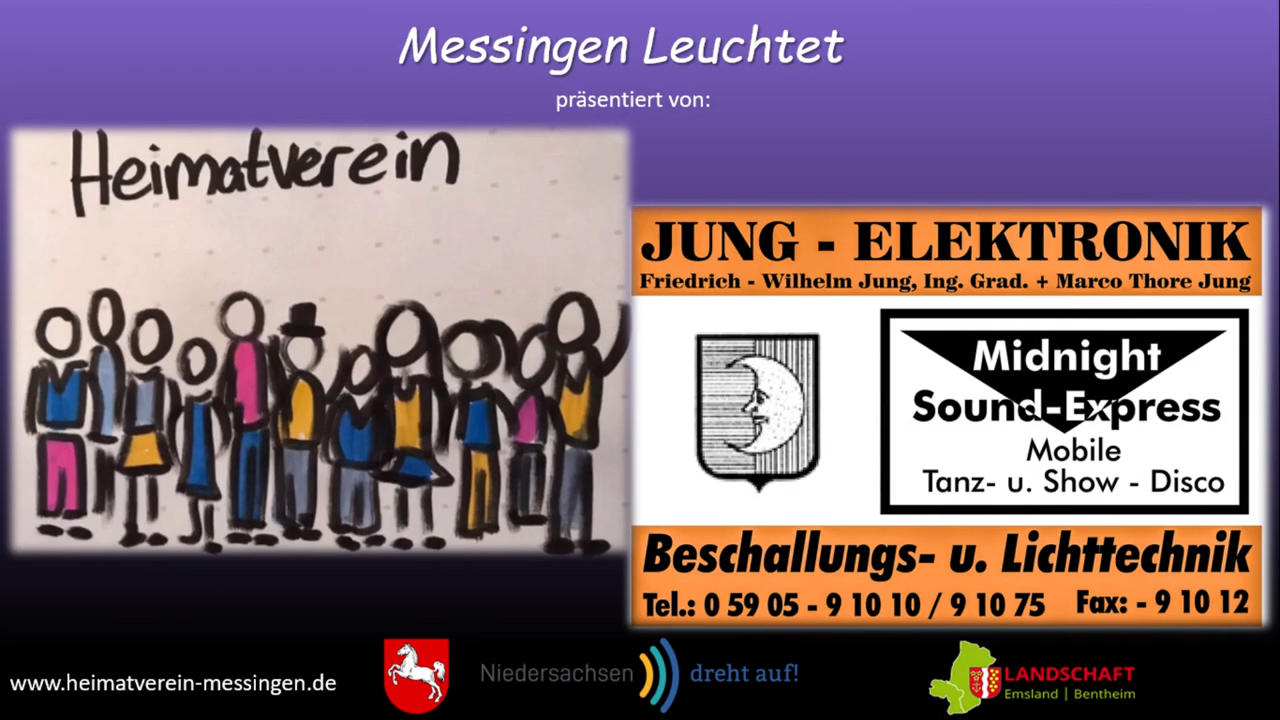 Messingen Leuchtet
präsentiert von:
Heimatverein
JUNG - ELEKTRONIK
Friedrich - Wilhelm Jung, Ing. Grad. + Marco Thore Jung
Midnight
Sound-Express
Mobile
Tanz- u. Show - Disco
Beschallungs- u. Lichttechnik
Tel.: 0 59 05 - 9 10 10 / 9 10 75 Fax: - 9 10 12
www.heimatverein-messingen.de
Niedersachsen dreht auf!
LANDSCHAFT
Emsland | Bentheim